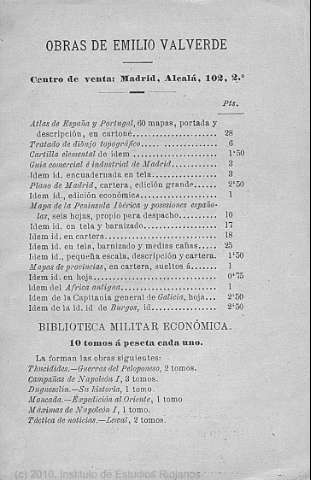 OBRAS DE EMILIO VALVERDE
Centro de venta: Madrid, Alcalá, 102, 2.°
Pts.
Atlas de España y Portugal, 60 mapas, portada y
descripción, en cartoné................ 28
Tratado de dibujo topográfico............. 6
Cartilla elemental de idem................ 1'50
Guía comercial é industrial de Madrid....... 3
Idem id. encuadernada en tela............. 3
Plano de Madrid, cartera, edición grande...... 2'50
Idem id., edición económica............... 1
Mapa de la Península Ibérica y posesiones españo-
las, seis hojas, propio para despacho........ 10
Idem id. en tela y barnizado............... 17
Idem id. en cartera..................... 18
Idem id. en tela, barnizado y medias cañas..... 25
Idem id., pequeña escala, descripción y cartera. 1'50
Mapas de provincias, en cartera, sueltos á..... 1
Idem id. en hoja....................... 0'75
Idem del Africa antigua.................. 1
Idem de la Capitanía general de Galicia, hoja... 2'50
Idem de la id. id. de Burgos, id............ 2'50
BIBLIOTECA MILITAR ECONÓMICA.
10 tomos á peseta cada uno.
La forman las obras siguientes:
Thucídides.—Guerras del Peloponeso, 2 tomos.
Campañas de Napoleón I, 3 tomos.
Duguesclin.—Su historia, 1 tomo.
Moncada.—Expedición al Oriente, 1 tomo
Máximas de Napoleón I, 1 tomo.
Táctica de noticias.—Lewal, 2 tomos.
(c) 2010. Instituto de Estudios Riojanos